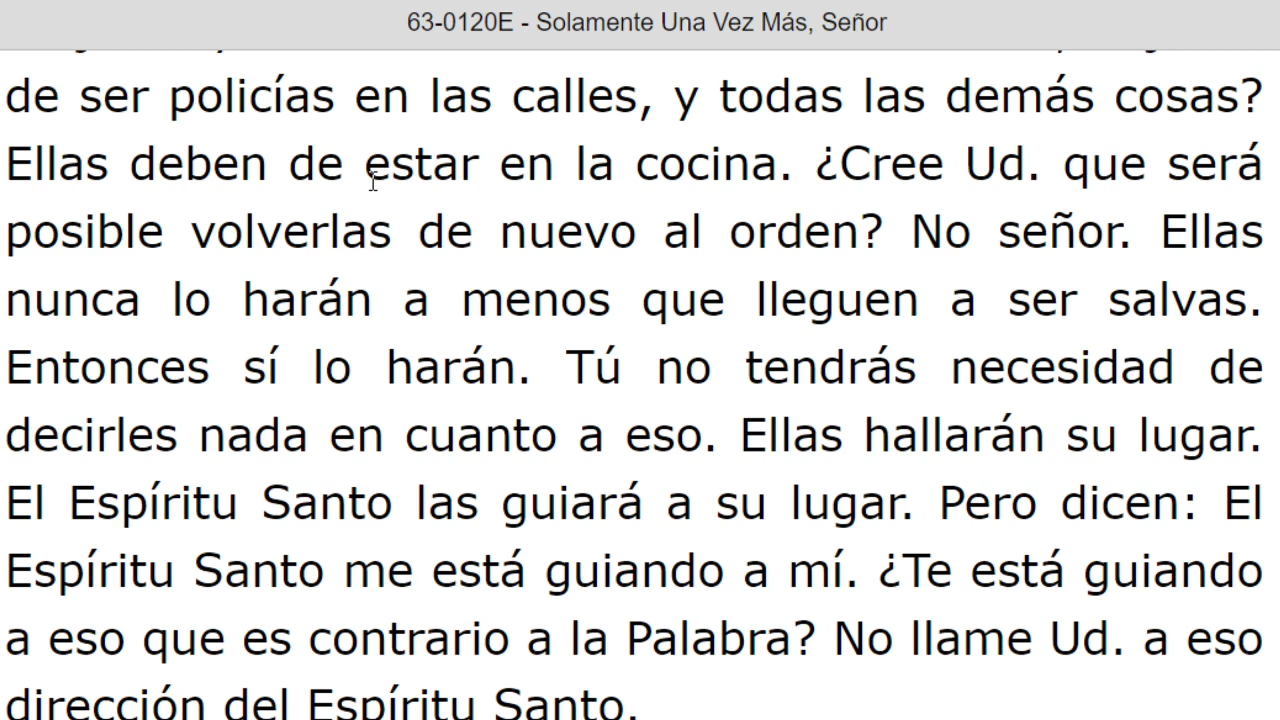 63-0120E - Solamente Una Vez Más, Señor
de ser policías en las calles, y todas las demás cosas?
Ellas deben de estar en la cocina. ¿Cree Ud. que será
posible volverlas de nuevo al orden? No señor. Ellas
nunca lo harán a menos que lleguen a ser salvas.
Entonces sí lo harán. Tú no tendrás necesidad de
decirles nada en cuanto a eso. Ellas hallarán su lugar.
El Espíritu Santo las guiará a su lugar. Pero dicen: El
Espíritu Santo me está guiando a mí. ¿Te está guiando
a eso que es contrario a la Palabra? No llame Ud. a eso
dirección del Espíritu Santo.